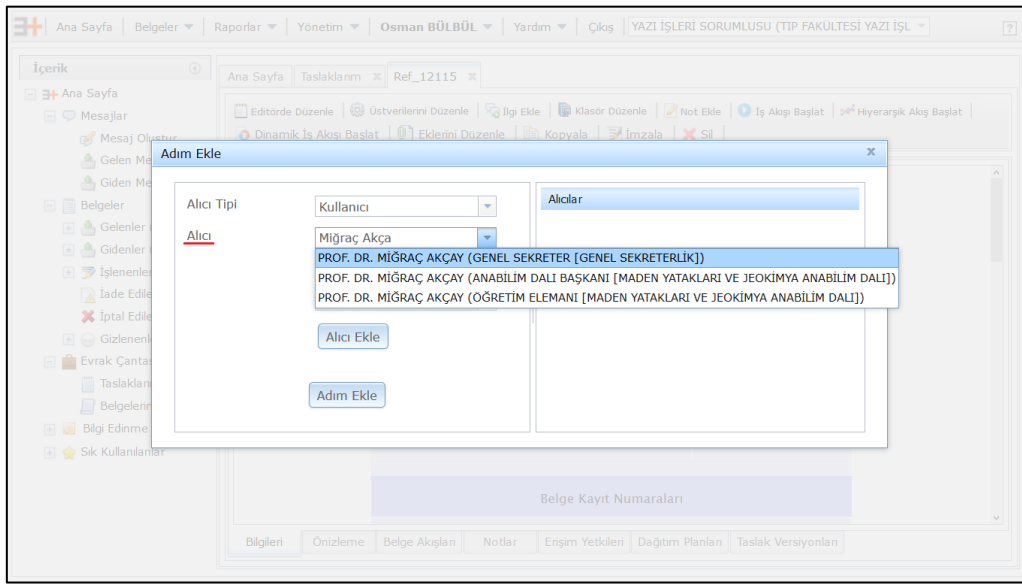 Ana Sayfa Belgeler Raporlar Yönetim Osman BÜLBÜL Yardım Çıkış YAZI İŞLERİ SORUMLUSU (TIP FAKÜLTESİ YAZI İŞL
İçerik
Ana Sayfa Taslaklarım x Ref_12115 x
Ana Sayfa
Mesajlar
Editörde Düzenle Üstverilerini Düzenle İlgi Ekle Klasör Düzenle Not Ekle İş Akışı Başlat Hiyerarşik Akış Başlat
Mesaj Oluştur
Dinamik İş Akışı Başlat Eklerini Düzenle Kopyala İmzala Sil
Adım Ekle x
Gelen Me
Giden Me
Belgeler
Gelenler
Gidenler
İşlenenler
İade Edile
İptal Edile
Gizlenenl
Evrak Çantas
Taslakları
Belgelerin
Bilgi Edinme
Sık Kullanılanlar
Alıcı Tipi
Kullanıcı
Alıcılar
Alıcı
Miğraç Akça
PROF. DR. MİĞRAÇ AKÇAY (GENEL SEKRETER [GENEL SEKRETERLİK])
PROF. DR. MİĞRAÇ AKÇAY (ANABİLİM DALI BAŞKANI [MADEN YATAKLARI VE JEOKİMYA ANABİLİM DALI])
PROF. DR. MİĞRAÇ AKÇAY (ÖĞRETİM ELEMANI [MADEN YATAKLARI VE JEOKİMYA ANABİLİM DALI])
Alıcı Ekle
Adım Ekle
Belge Kayıt Numaraları
Bilgileri Önizleme Belge Akışları Notlar Erişim Yetkileri Dağıtım Planları Taslak Versiyonları